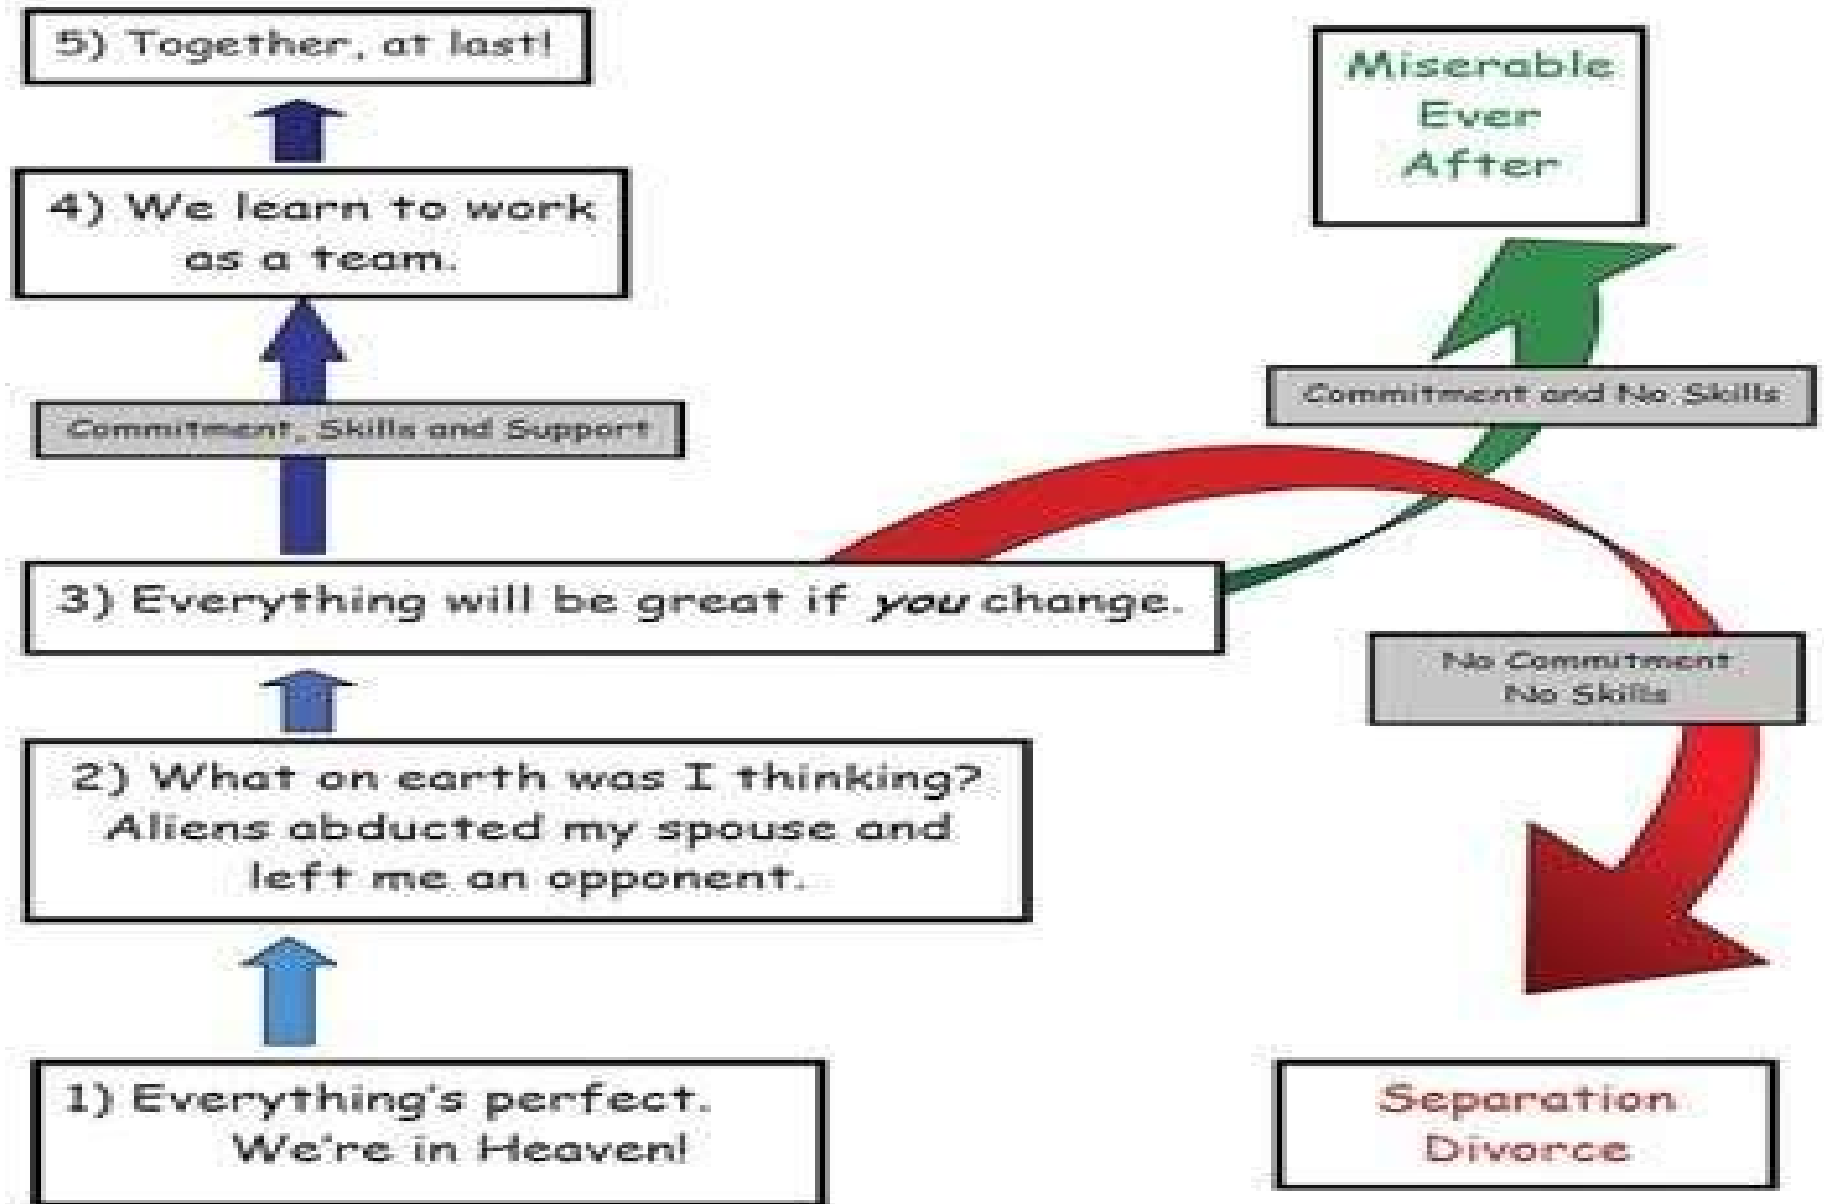 5) Together, at last!
4) We learn to work
as a team.
Commitment, Skills and Support
3) Everything will be great if you change.
2) What on earth was I thinking?
Aliens abducted my spouse and
left me an opponent.
1) Everything's perfect.
We're in Heaven!
Miserable
Ever
After
Commitment and No Skills
No Commitment
No Skills
Separation
Divorce